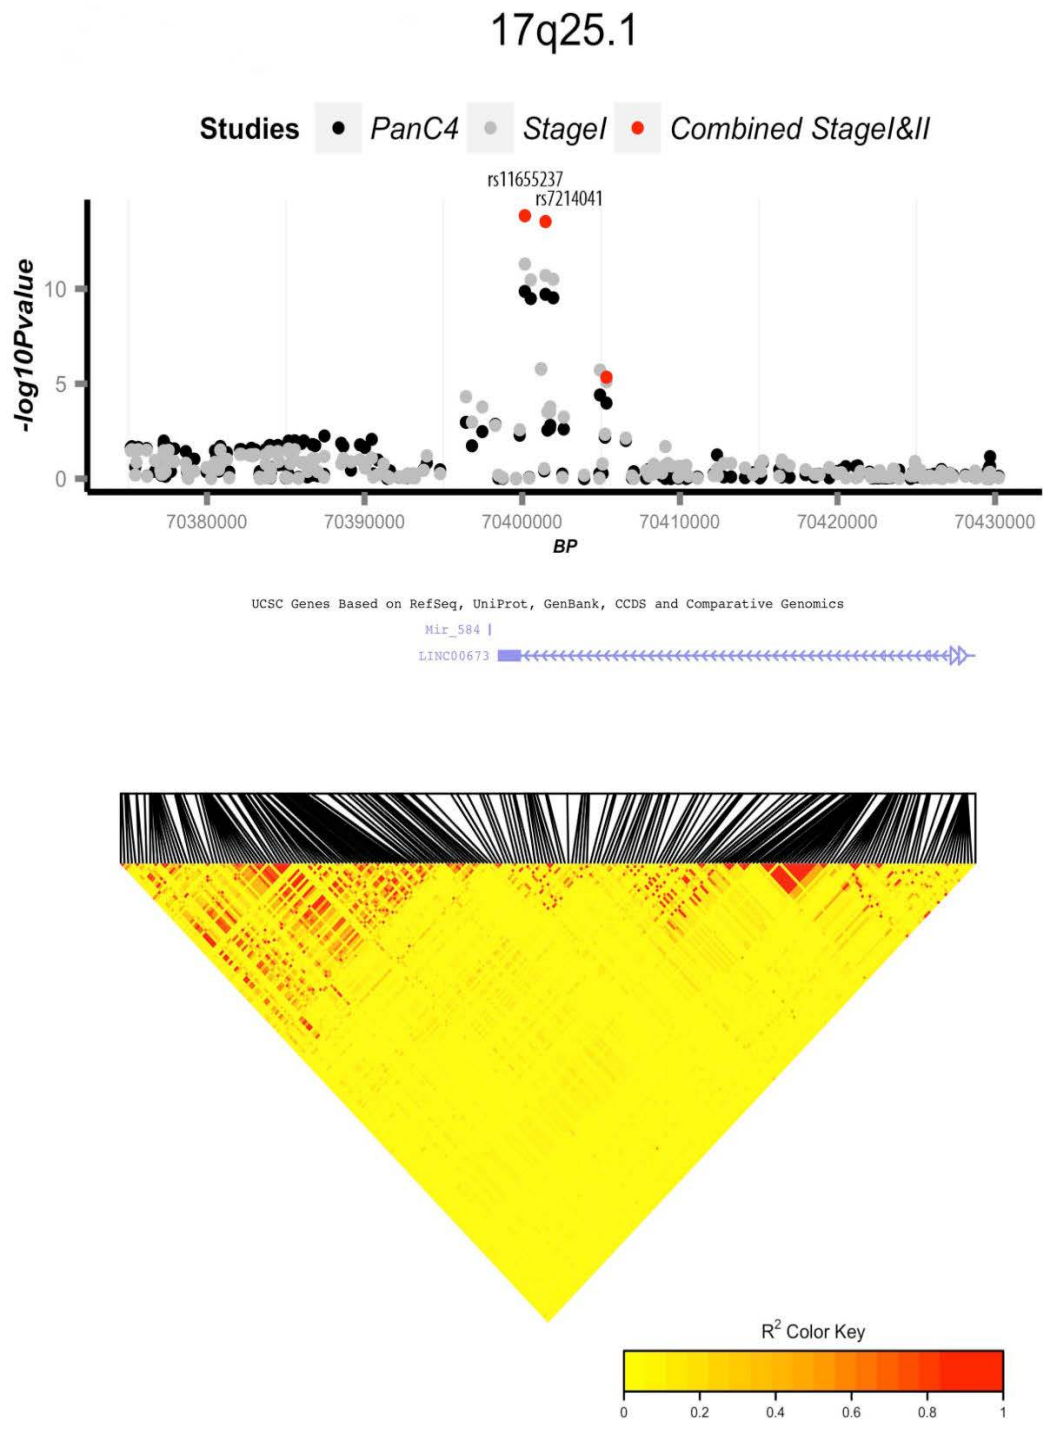 17q25.1
Studies PanC4 StageI Combined StageI&II
rs11655237
rs7214041
-log10Pvalue
10
5
0
70380000 70390000 70400000 70410000 70420000 70430000
BP
UCSC Genes Based on RefSeq, UniProt, GenBank, CCDS and Comparative Genomics
Mir_584
LINC00673
R² Color Key
0 0.2 0.4 0.6 0.8 1